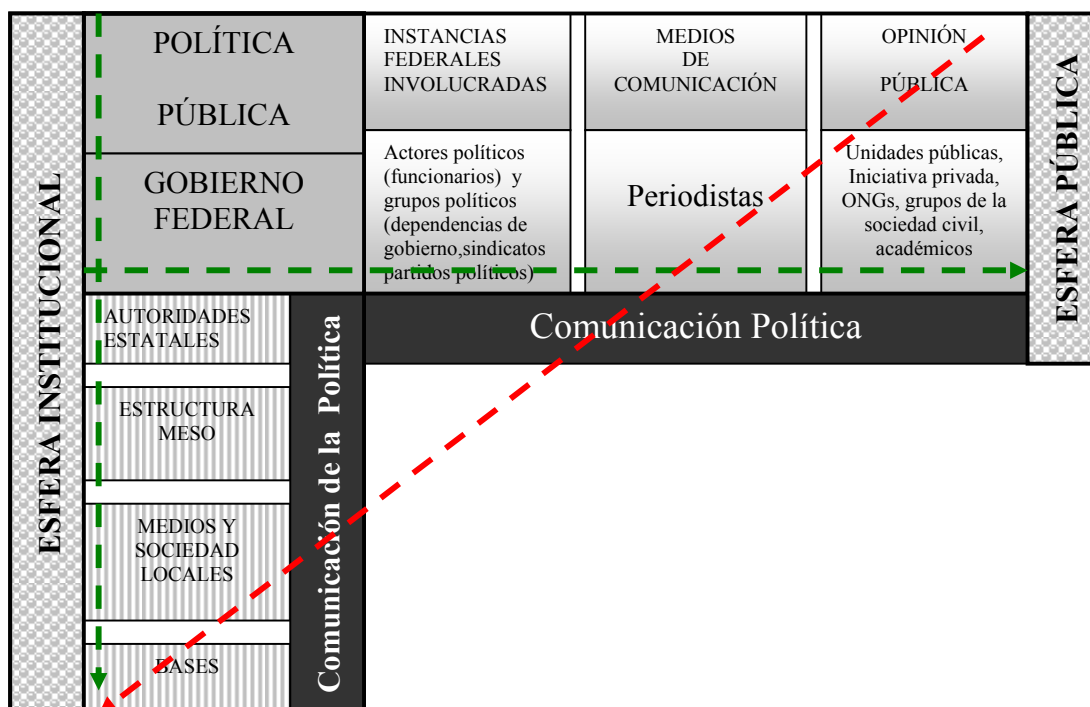 ESFERA INSTITUCIONAL
POLÍTICA
PÚBLICA
GOBIERNO
FEDERAL
INSTANCIAS
FEDERALES
INVOLUCRADAS
Actores políticos
(funcionarios) y
grupos políticos
(dependencias de
gobierno,sindicatos
partidos políticos)
MEDIOS
DE
COMUNICACIÓN
Periodistas
OPINIÓN
PÚBLICA
Unidades públicas,
Iniciativa privada,
ONGs, grupos de la
sociedad civil,
académicos
ESFERA PÚBLICA
Comunicación Política
AUTORIDADES
ESTATALES
ESTRUCTURA
MESO
MEDIOS Y
SOCIEDAD
LOCALES
BASES
Comunicación de la Política